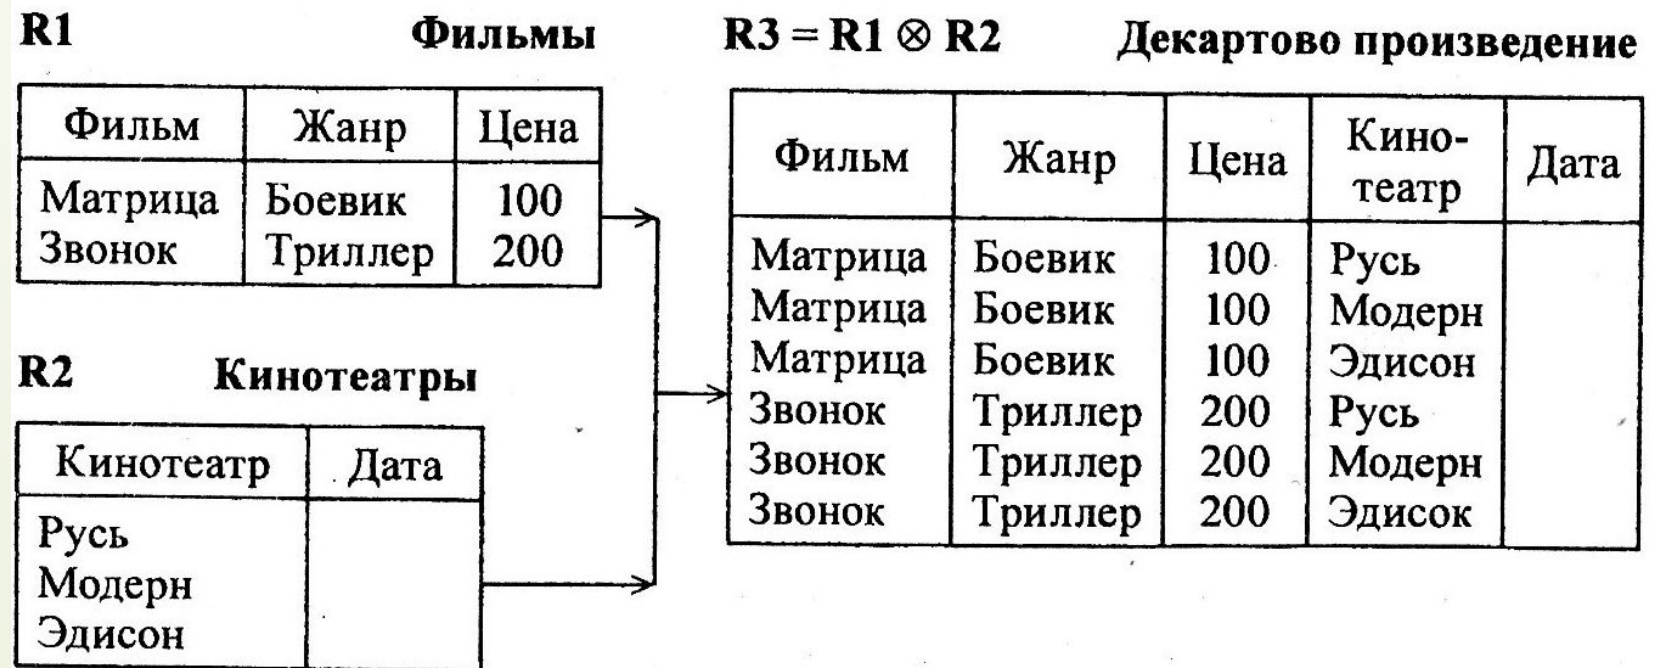 R1 Фильмы
Фильм Жанр Цена
Матрица Боевик 100
Звонок Триллер 200
R2 Кинотеатры
Кинотеатр Дата
Русь
Модерн
Эдисон
R3 = R1 ⊗ R2 Декартово произведение
Фильм Жанр Цена Кино-
театр Дата
Матрица Боевик 100 Русь
Матрица Боевик 100 Модерн
Матрица Боевик 100 Эдисон
Звонок Триллер 200 Русь
Звонок Триллер 200 Модерн
Звонок Триллер 200 Эдисок